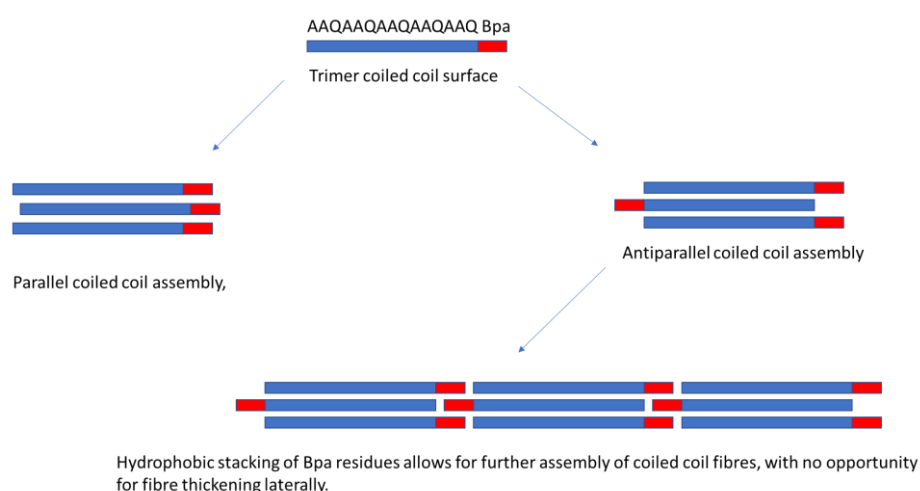 AAQAAQAAQAAQAAQ Bpa
Trimer coiled coil surface
Parallel coiled coil assembly,
Antiparallel coiled coil assembly
Hydrophobic stacking of Bpa residues allows for further assembly of coiled coil fibres, with no opportunity
for fibre thickening laterally.